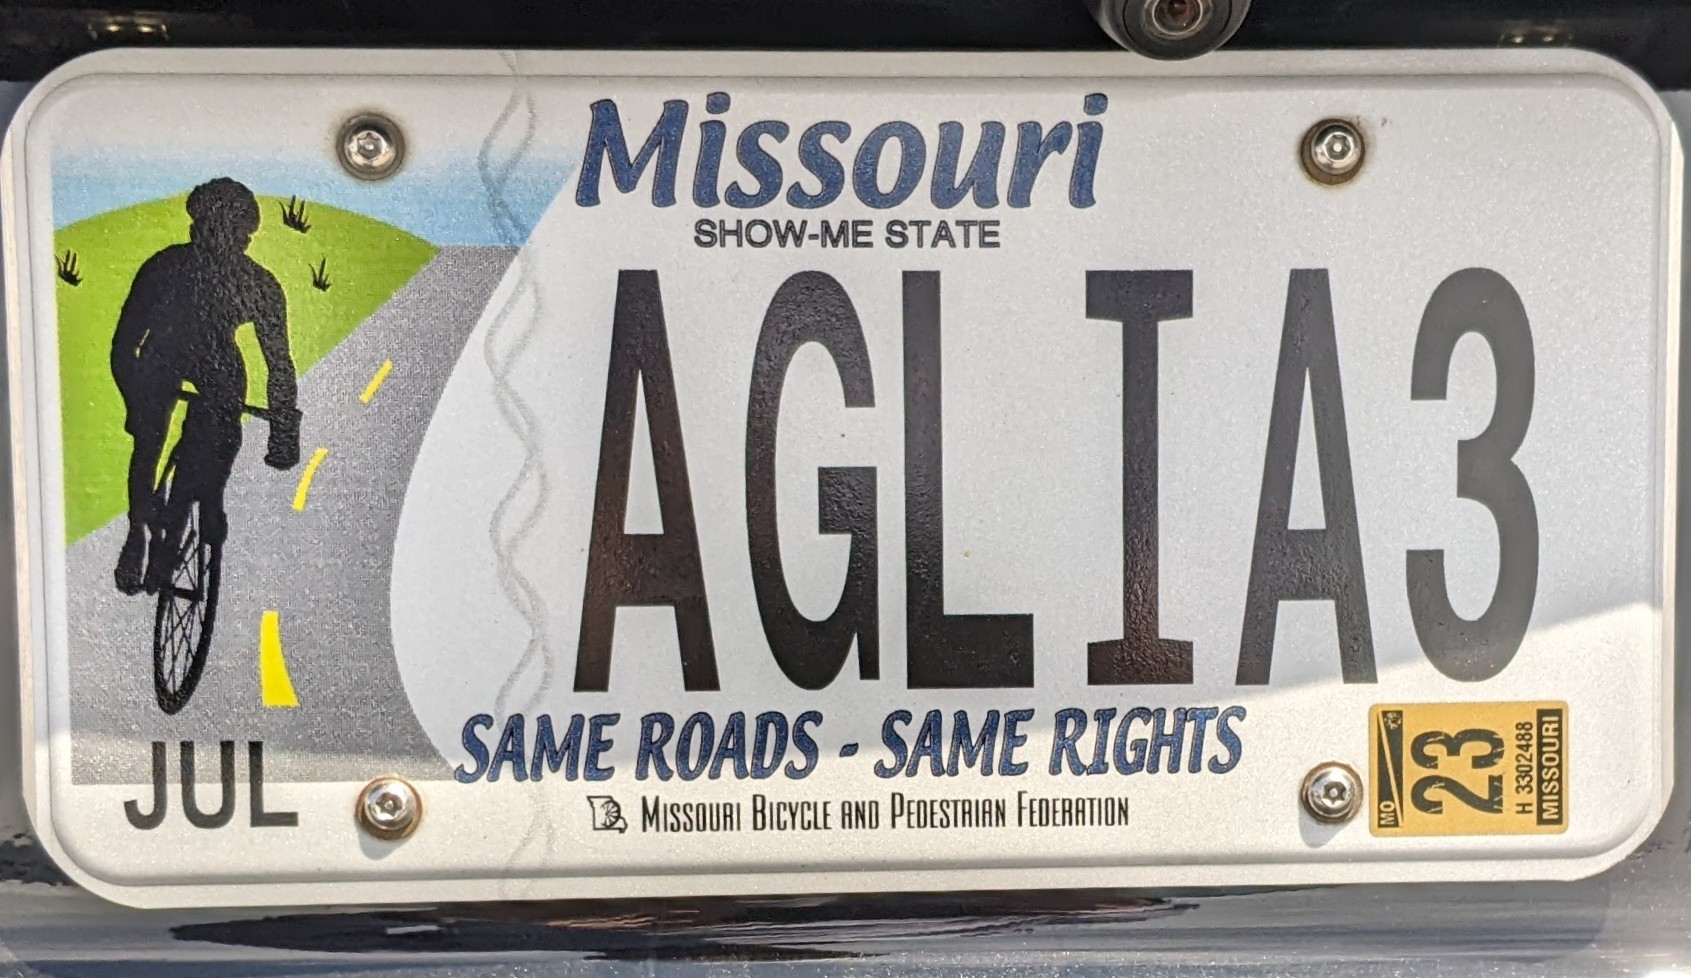 Missouri
SHOW-ME STATE
AGLIA3
SAME ROADS - SAME RIGHTS
JUL
MISSOURI BICYCLE AND PEDESTRIAN FEDERATION
MO
23
H 3302488
MISSOURI